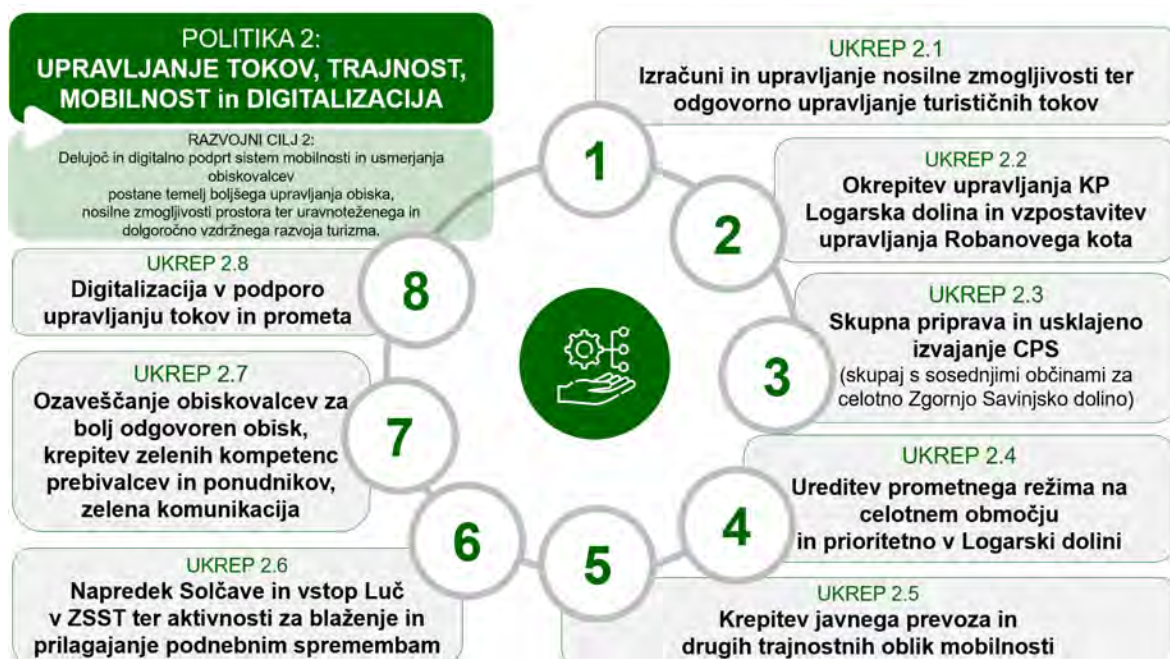 POLITIKA 2:
UPRAVLJANJE TOKOV, TRAJNOST,
MOBILNOST in DIGITALIZACIJA
RAZVOJNI CILJ 2:
Delujoč in digitalno podprt sistem mobilnosti in usmerjanja
obiskovalcev
postane temelj boljšega upravljanja obiska,
nosilne zmogljivosti prostora ter uravnoteženega in
dolgoročno vzdržnega razvoja turizma.
UKREP 2.1
Izračuni in upravljanje nosilne zmogljivosti ter
odgovorno upravljanje turističnih tokov
1
UKREP 2.2
Okrepitev upravljanja KP
Logarska dolina in vzpostavitev
upravljanja Robanovega kota
2
UKREP 2.3
Skupna priprava in usklajeno
izvajanje CPS
(skupaj s sosednjimi občinami za
celotno Zgornjo Savinjsko dolino)
3
UKREP 2.4
Ureditev prometnega režima na
celotnem območju
in prioritetno v Logarski dolini
4
UKREP 2.5
Krepitev javnega prevoza in
drugih trajnostnih oblik mobilnosti
5
UKREP 2.6
Napredek Solčave in vstop Luč
v ZSST ter aktivnosti za blaženje in
prilagajanje podnebnim spremembam
6
UKREP 2.7
Ozaveščanje obiskovalcev za
bolj odgovoren obisk,
krepitev zelenih kompetenc
prebivalcev in ponudnikov,
zelena komunikacija
7
UKREP 2.8
Digitalizacija v podporo
upravljanju tokov in prometa
8